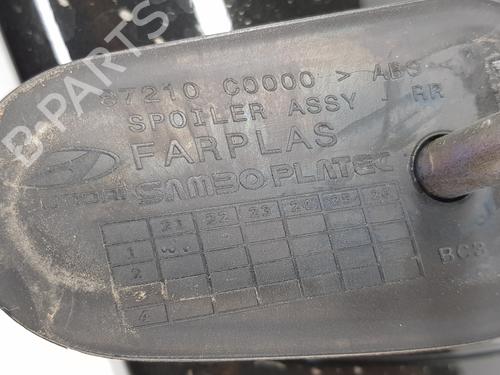 87210 C0000 > ABS
SPOILER ASSY - RR
FARPLAS
SAMBO PLATEC
21 22 23 24 25 26
1
2
3
4
BC3
B-PARTS